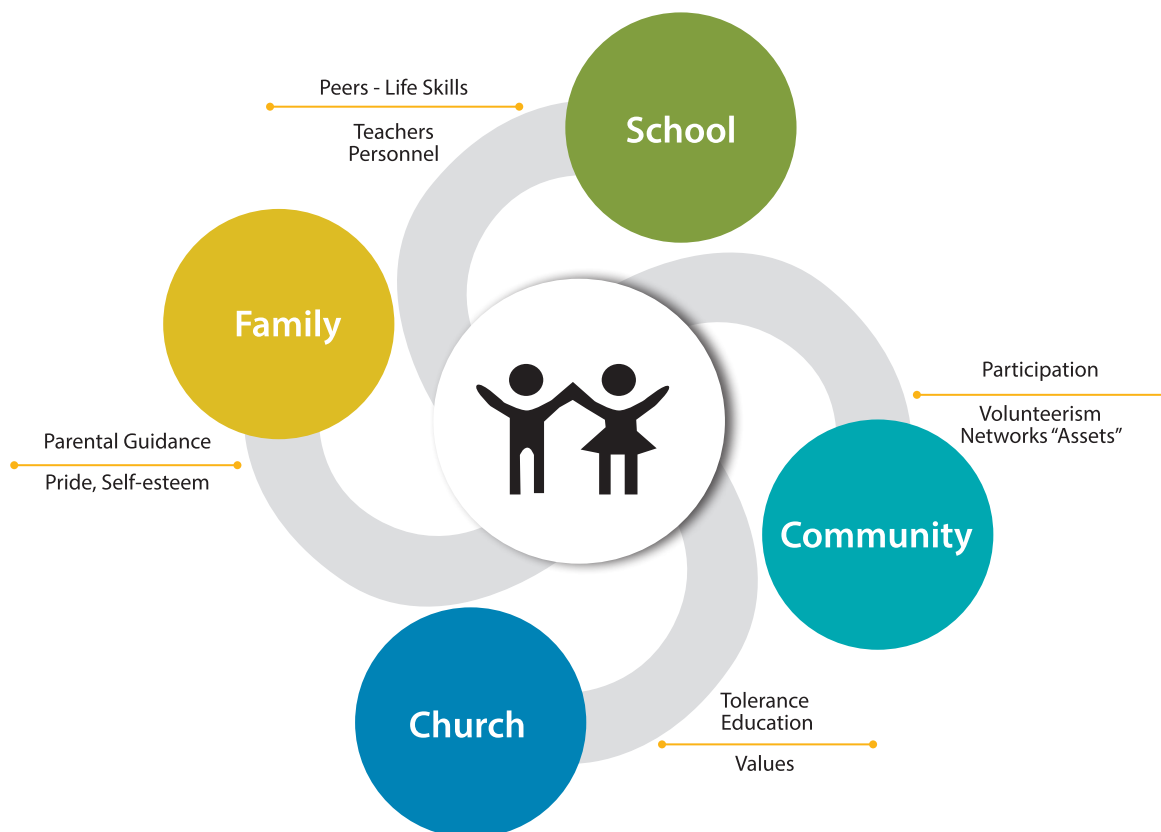 Peers - Life Skills
Teachers
Personnel
School
Family
Parental Guidance
Pride, Self-esteem
Participation
Volunteerism
Networks “Assets”
Community
Church
Tolerance
Education
Values